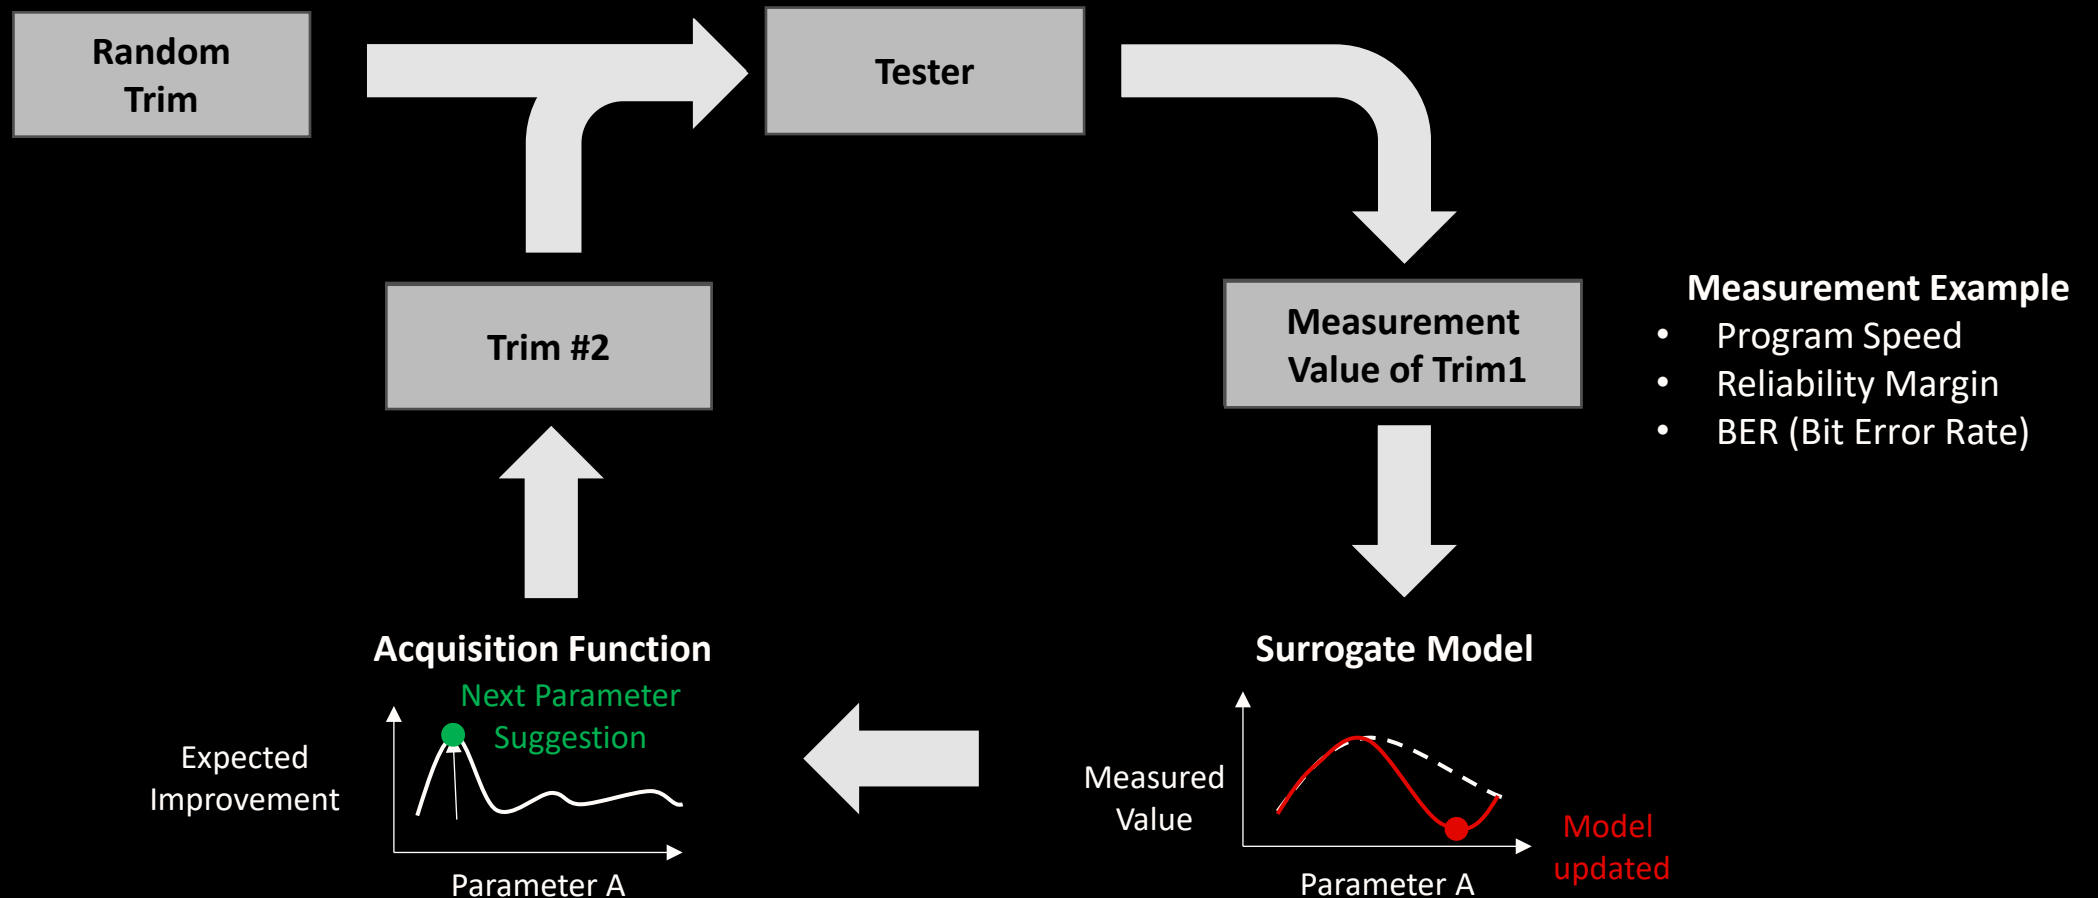 Random
Trim
Tester
Trim #2
Measurement
Value of Trim1
Measurement Example
• Program Speed
• Reliability Margin
• BER (Bit Error Rate)
Acquisition Function
Next Parameter
Suggestion
Expected
Improvement
Parameter A
Surrogate Model
Measured
Value
Model
updated
Parameter A